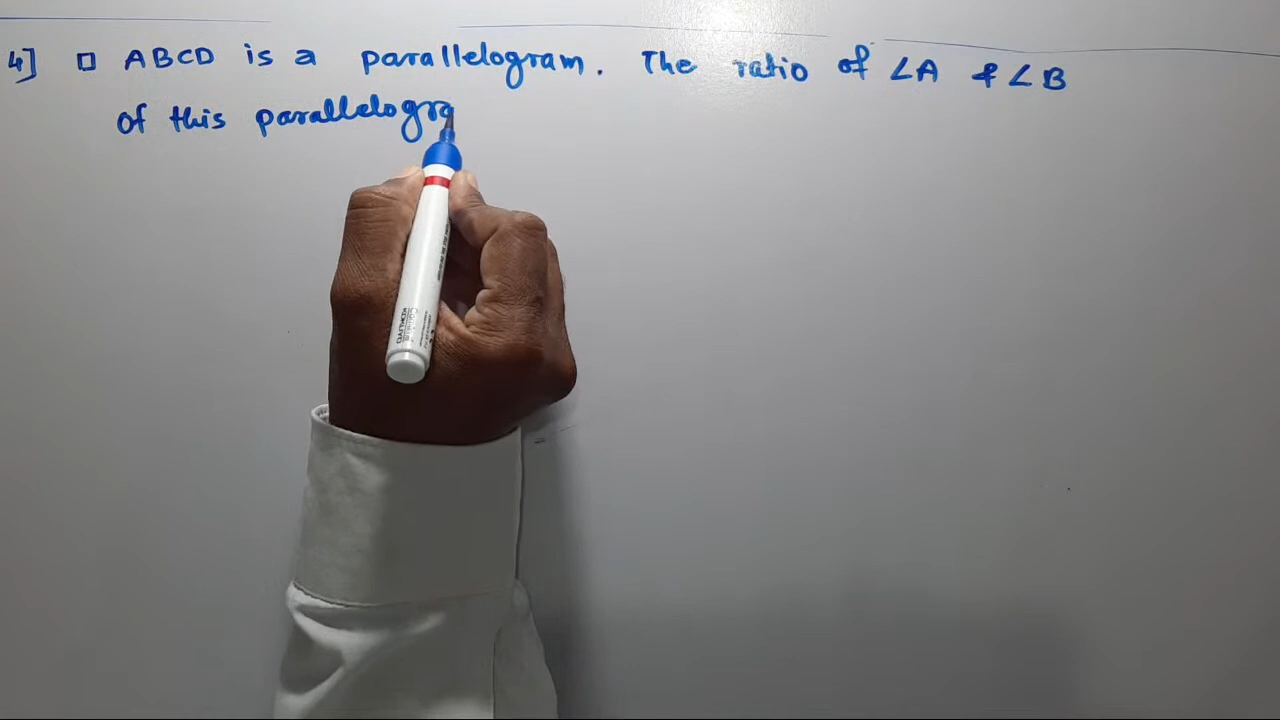 4] □ ABCD is a parallelogram. The ratio of ∠A & ∠B
of this parallelogra